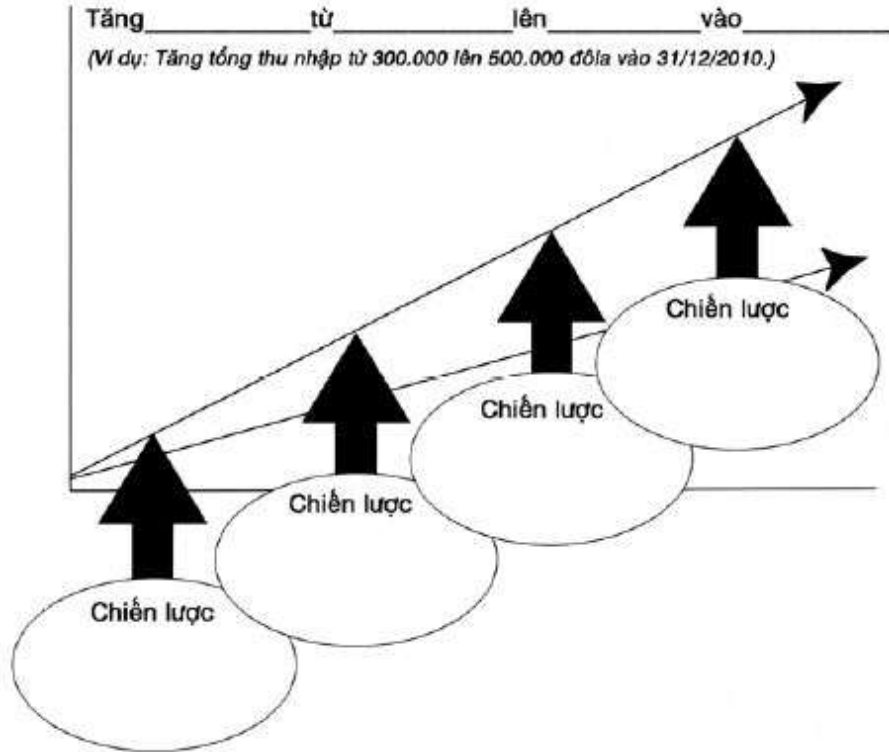 Tăng____________từ______________lên____________vào____________
(Ví dụ: Tăng tổng thu nhập từ 300.000 lên 500.000 đôla vào 31/12/2010.)
Chiến lược
Chiến lược
Chiến lược
Chiến lược